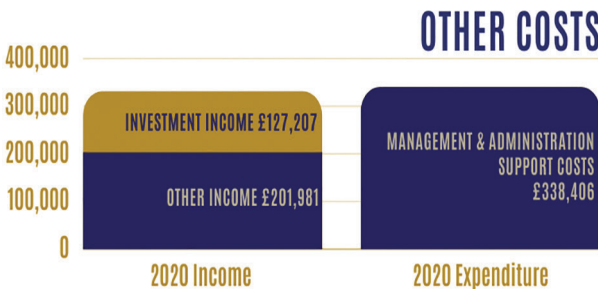 OTHER COSTS
400,000
300,000
200,000
100,000
0
INVESTMENT INCOME £127,207
OTHER INCOME £201,981
MANAGEMENT & ADMINISTRATION
SUPPORT COSTS
£338,406
2020 Income
2020 Expenditure